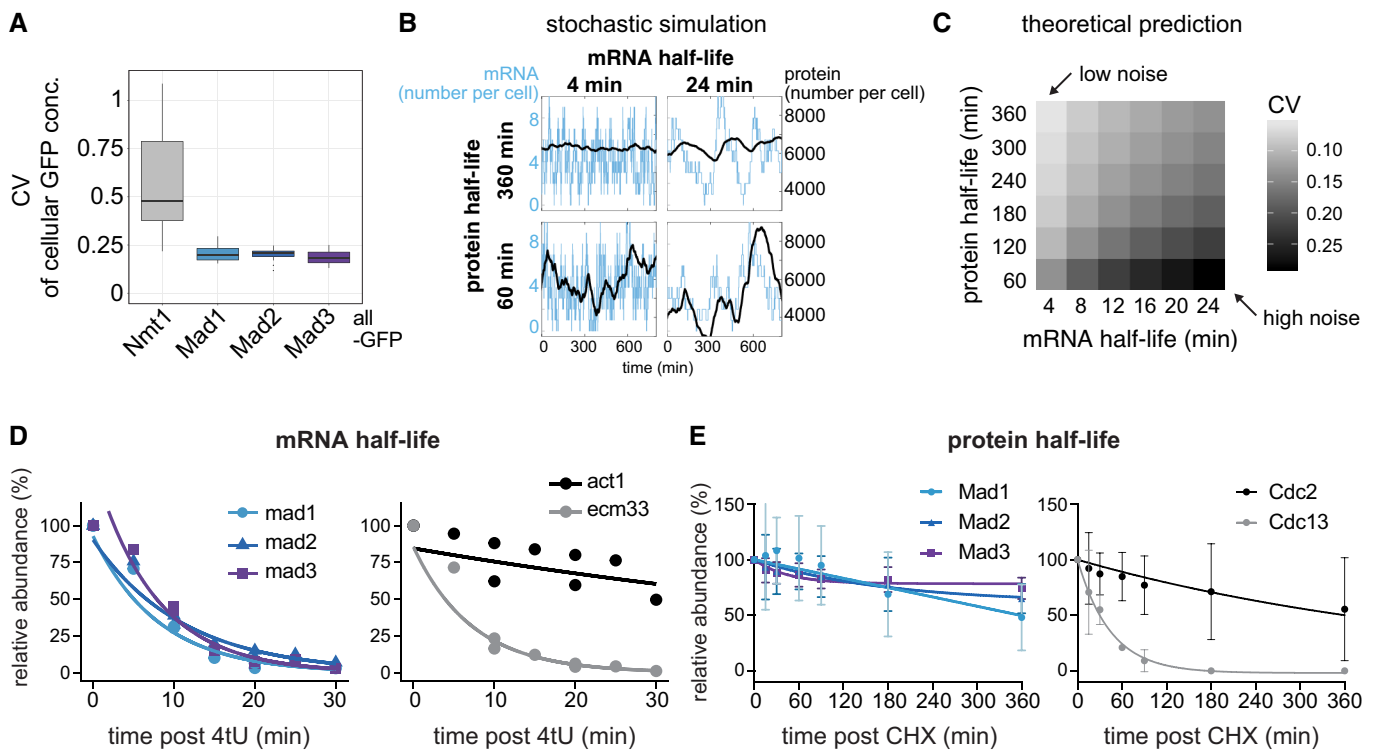 A
CV
of cellular GFP conc.
1
0.75
0.5
0.25
0
Nmt1
Mad1
Mad2
Mad3
all
-GFP
B
stochastic simulation
mRNA half-life
mRNA
(number per cell)
4 min
24 min
protein
(number per cell)
protein half-life
360 min
60 min
8
4
0
8
4
0
8000
6000
4000
8000
6000
4000
0 300 600
0 300 600
time (min)
C
theoretical prediction
low noise
protein half-life (min)
360
300
240
180
120
60
4 8 12 16 20 24
mRNA half-life (min)
high noise
CV
0.10
0.15
0.20
0.25
D
mRNA half-life
relative abundance (%)
100
75
50
25
0
0 10 20 30
time post 4tU (min)
mad1
mad2
mad3
100
75
50
25
0
0 10 20 30
time post 4tU (min)
act1
ecm33
E
protein half-life
relative abundance (%)
150
100
50
0
0 60 120 180 240 300 360
time post CHX (min)
Mad1
Mad2
Mad3
150
100
50
0
0 60 120 180 240 300 360
time post CHX (min)
Cdc2
Cdc13